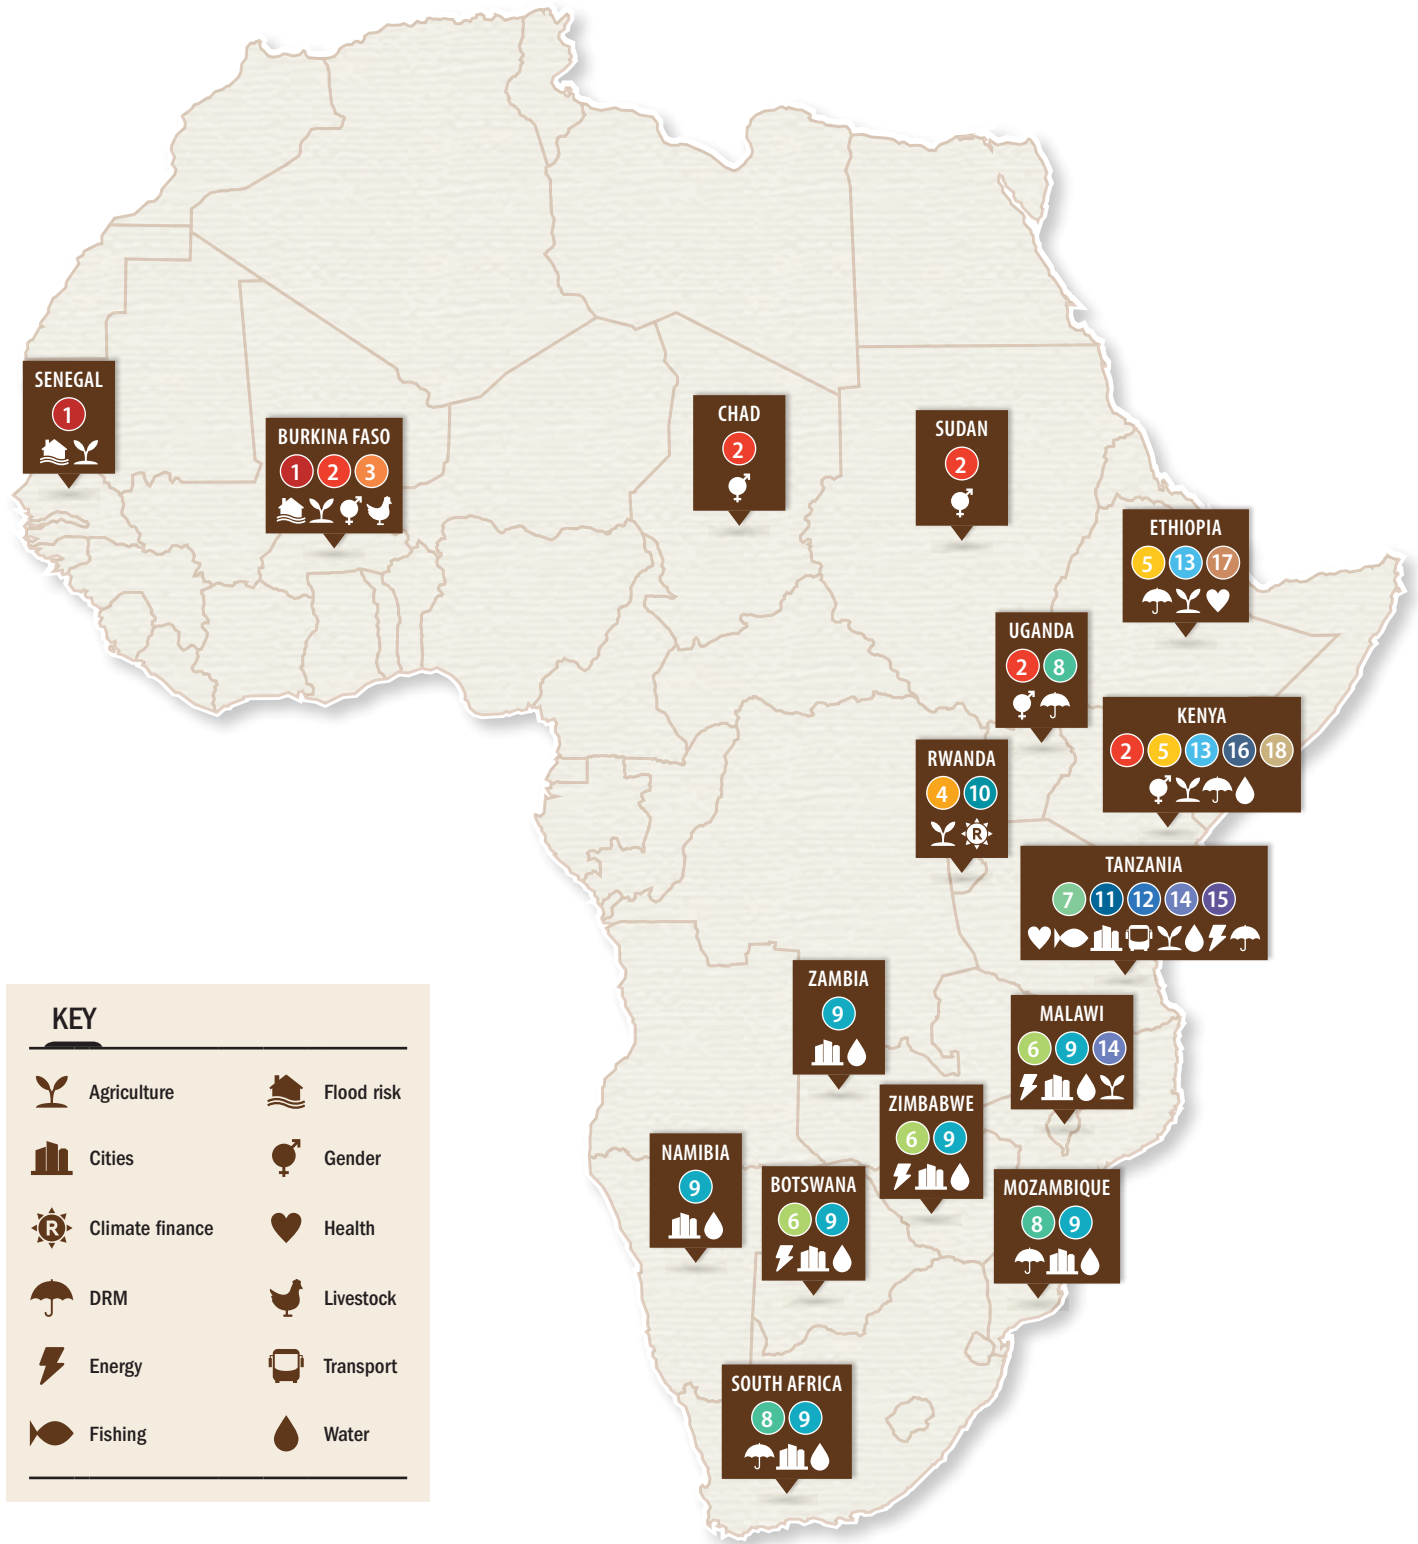 SENEGAL
1
BURKINA FASO
1 2 3
CHAD
2
SUDAN
2
ETHIOPIA
5 13 17
UGANDA
2 8
KENYA
2 5 13 16 18
RWANDA
4 10
R
TANZANIA
7 11 12 14 15
ZAMBIA
9
MALAWI
6 9 14
ZIMBABWE
6 9
NAMIBIA
9
BOTSWANA
6 9
MOZAMBIQUE
8 9
SOUTH AFRICA
8 9
KEY
Agriculture
Flood risk
Cities
Gender
R
Climate finance
Health
DRM
Livestock
Energy
Transport
Fishing
Water